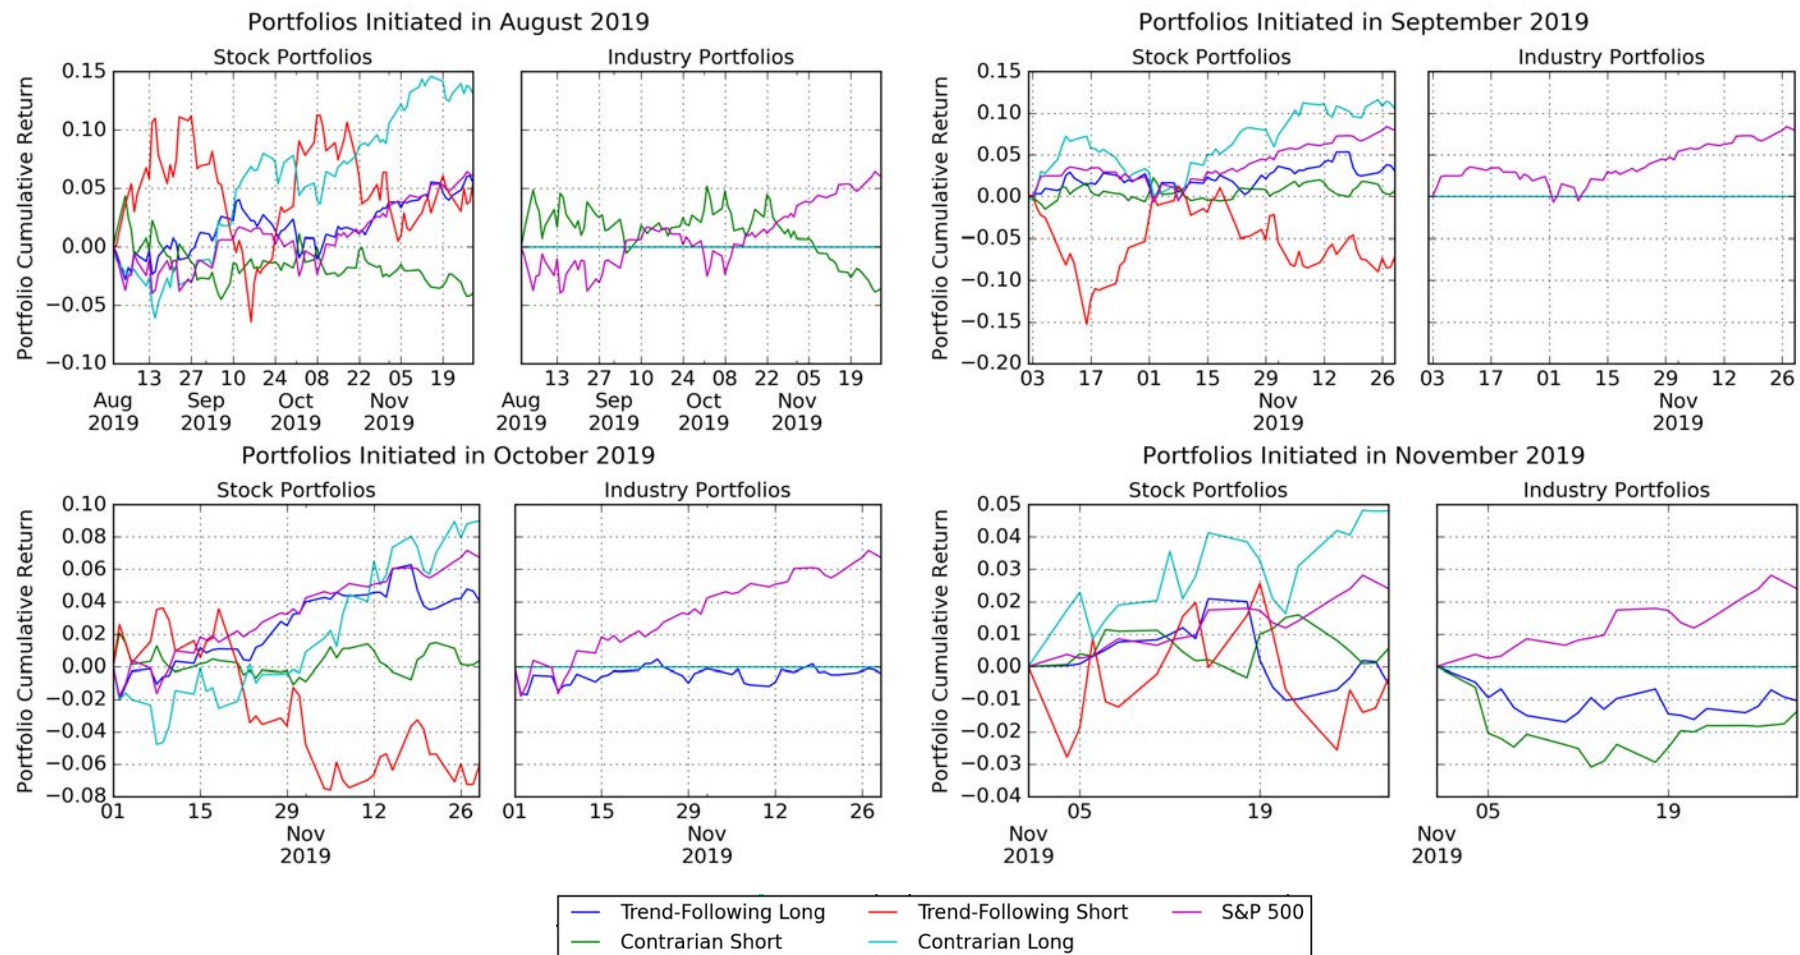 Portfolios Initiated in August 2019
Stock Portfolios
Industry Portfolios
Portfolio Cumulative Return
0.15
0.10
0.05
0.00
−0.05
−0.10
13 27 10 24 08 22 05 19
Aug Sep Oct Nov
2019 2019 2019 2019
13 27 10 24 08 22 05 19
Aug Sep Oct Nov
2019 2019 2019 2019
Portfolios Initiated in September 2019
Stock Portfolios
Industry Portfolios
Portfolio Cumulative Return
0.15
0.10
0.05
0.00
−0.05
−0.10
−0.15
−0.20
03 17 01 15 29 12 26
Nov
2019
03 17 01 15 29 12 26
Nov
2019
Portfolios Initiated in October 2019
Stock Portfolios
Industry Portfolios
Portfolio Cumulative Return
0.10
0.08
0.06
0.04
0.02
0.00
−0.02
−0.04
−0.06
−0.08
01 15 29 12 26
Nov
2019
01 15 29 12 26
Nov
2019
Portfolios Initiated in November 2019
Stock Portfolios
Industry Portfolios
Portfolio Cumulative Return
0.05
0.04
0.03
0.02
0.01
0.00
−0.01
−0.02
−0.03
−0.04
05 19
Nov
2019
05 19
Nov
2019
Trend-Following Long Trend-Following Short S&P 500
Contrarian Short Contrarian Long